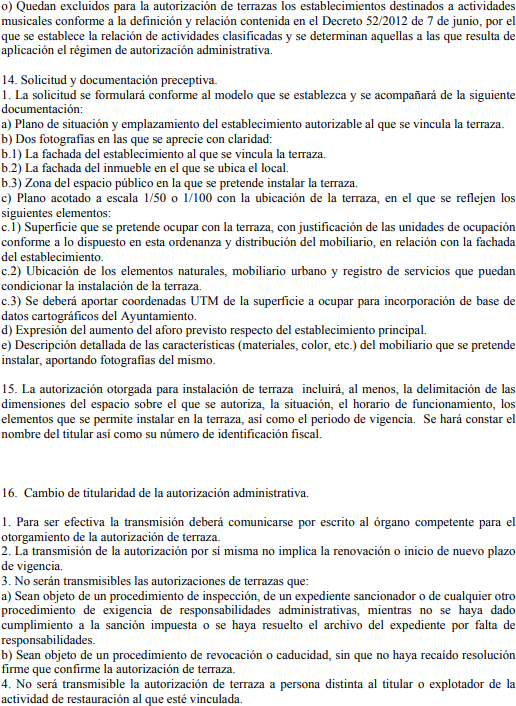 o) Quedan excluidos para la autorización de terrazas los establecimientos destinados a actividades
musicales conforme a la definición y relación contenida en el Decreto 52/2012 de 7 de junio, por el
que se establece la relación de actividades clasificadas y se determinan aquellas a las que resulta de
aplicación el régimen de autorización administrativa.
14. Solicitud y documentación preceptiva.
1. La solicitud se formulará conforme al modelo que se establezca y se acompañará de la siguiente
documentación:
a) Plano de situación y emplazamiento del establecimiento autorizable al que se vincula la terraza.
b) Dos fotografías en las que se aprecie con claridad:
b.1) La fachada del establecimiento al que se vincula la terraza.
b.2) La fachada del inmueble en el que se ubica el local.
b.3) Zona del espacio público en la que se pretende instalar la terraza.
c) Plano acotado a escala 1/50 o 1/100 con la ubicación de la terraza, en el que se reflejen los
siguientes elementos:
c.1) Superficie que se pretende ocupar con la terraza, con justificación de las unidades de ocupación
conforme a lo dispuesto en esta ordenanza y distribución del mobiliario, en relación con la fachada
del establecimiento.
c.2) Ubicación de los elementos naturales, mobiliario urbano y registro de servicios que puedan
condicionar la instalación de la terraza.
c.3) Se deberá aportar coordenadas UTM de la superficie a ocupar para incorporación de base de
datos cartográficos del Ayuntamiento.
d) Expresión del aumento del aforo previsto respecto del establecimiento principal.
e) Descripción detallada de las características (materiales, color, etc.) del mobiliario que se pretende
instalar, aportando fotografías del mismo.
15. La autorización otorgada para instalación de terraza incluirá, al menos, la delimitación de las
dimensiones del espacio sobre el que se autoriza, la situación, el horario de funcionamiento, los
elementos que se permite instalar en la terraza, así como el periodo de vigencia. Se hará constar el
nombre del titular así como su número de identificación fiscal.
16. Cambio de titularidad de la autorización administrativa.
1. Para ser efectiva la transmisión deberá comunicarse por escrito al órgano competente para el
otorgamiento de la autorización de terraza.
2. La transmisión de la autorización por sí misma no implica la renovación o inicio de nuevo plazo
de vigencia.
3. No serán transmisibles las autorizaciones de terrazas que:
a) Sean objeto de un procedimiento de inspección, de un expediente sancionador o de cualquier otro
procedimiento de exigencia de responsabilidades administrativas, mientras no se haya dado
cumplimiento a la sanción impuesta o se haya resuelto el archivo del expediente por falta de
responsabilidades.
b) Sean objeto de un procedimiento de revocación o caducidad, sin que no haya recaído resolución
firme que confirme la autorización de terraza.
4. No será transmisible la autorización de terraza a persona distinta al titular o explotador de la
actividad de restauración al que esté vinculada.